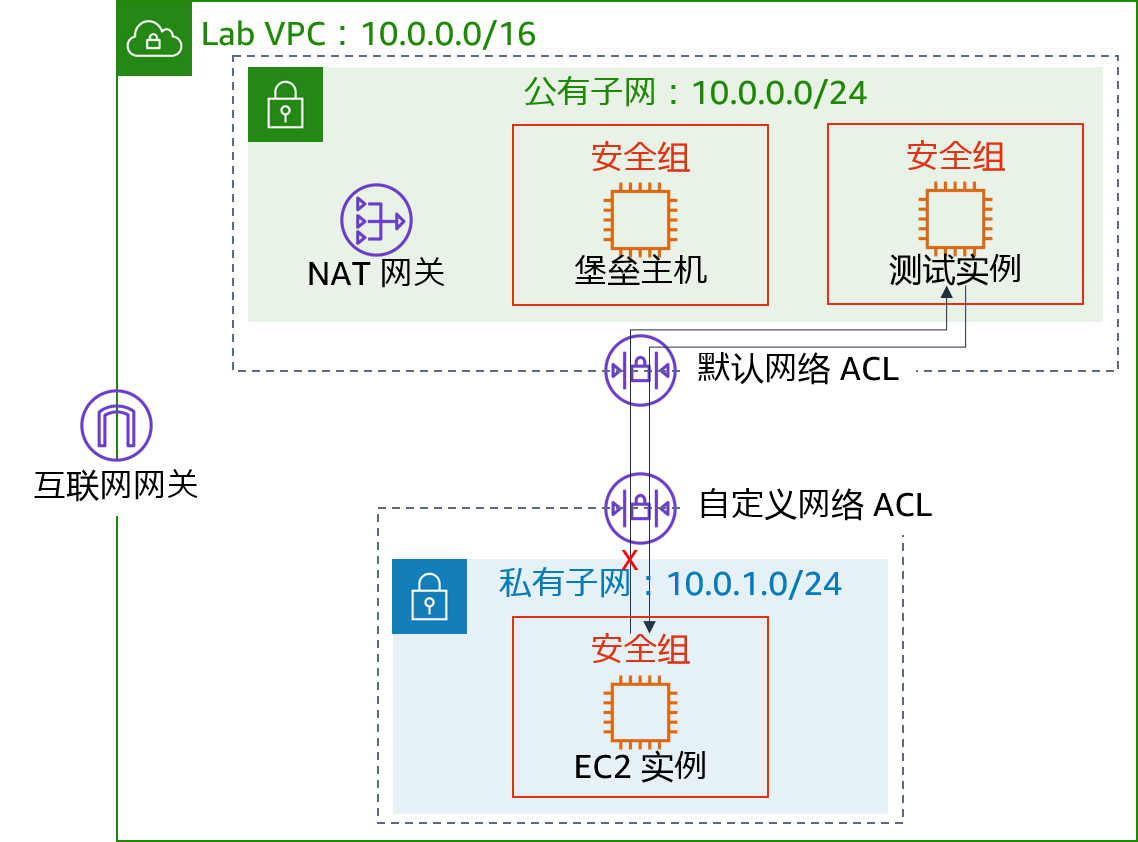 Lab VPC：10.0.0.0/16
公有子网：10.0.0.0/24
安全组
安全组
NAT 网关
堡垒主机
测试实例
默认网络 ACL
互联网网关
自定义网络 ACL
X
私有子网：10.0.1.0/24
安全组
EC2 实例